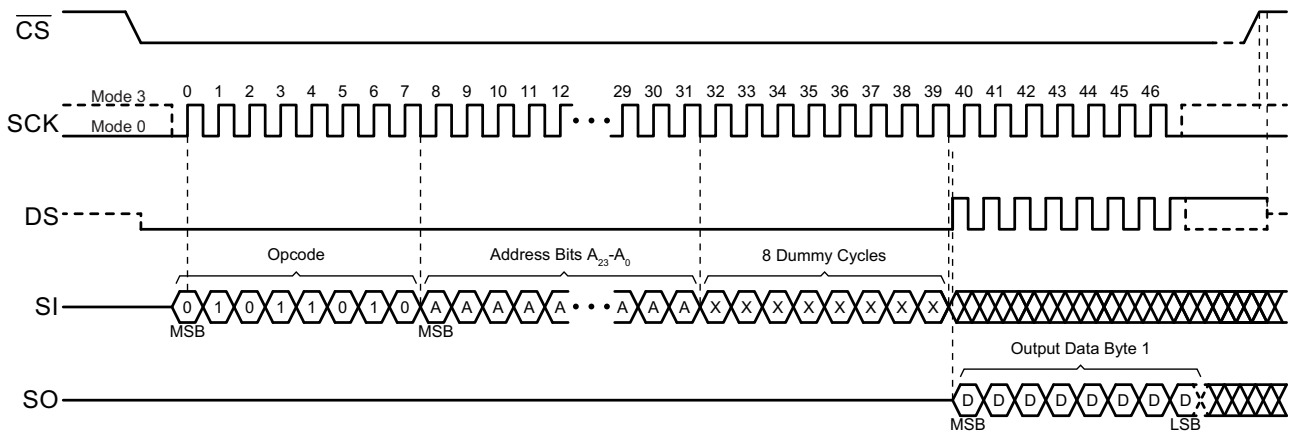 CS
0 1 2 3 4 5 6 7 8 9 10 11 12 29 30 31 32 33 34 35 36 37 38 39 40 41 42 43 44 45 46
Mode 3
SCK
Mode 0
DS
Opcode
Address Bits A23-A0
8 Dummy Cycles
SI
0 1 0 1 1 0 1 0 A A A A A A A A X X X X X X X X
MSB
MSB
Output Data Byte 1
SO
D D D D D D D D
MSB
LSB